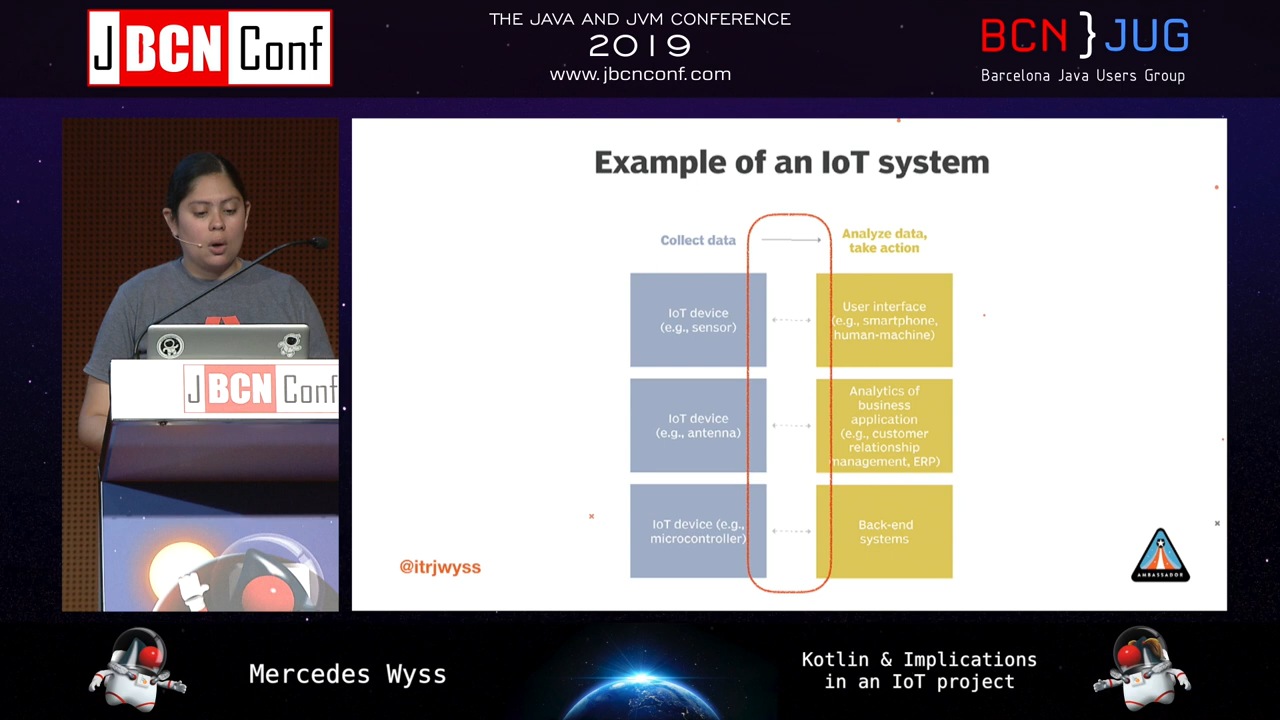 J BCN Conf
THE JAVA AND JVM CONFERENCE
2019
www.jbcnconf.com
BCN}JUG
Barcelona Java Users Group
J BCN Conf
Example of an IoT system
Collect data
Analyze data,
take action
IoT device
(e.g., sensor)
User interface
(e.g., smartphone,
human-machine)
IoT device
(e.g., antenna)
Analytics of
business
application
(e.g., customer
relationship
management, ERP)
IoT device (e.g.,
microcontroller)
Back-end
systems
@itrjwyss
AMBASSADOR
Mercedes Wyss
Kotlin & Implications
in an IoT project